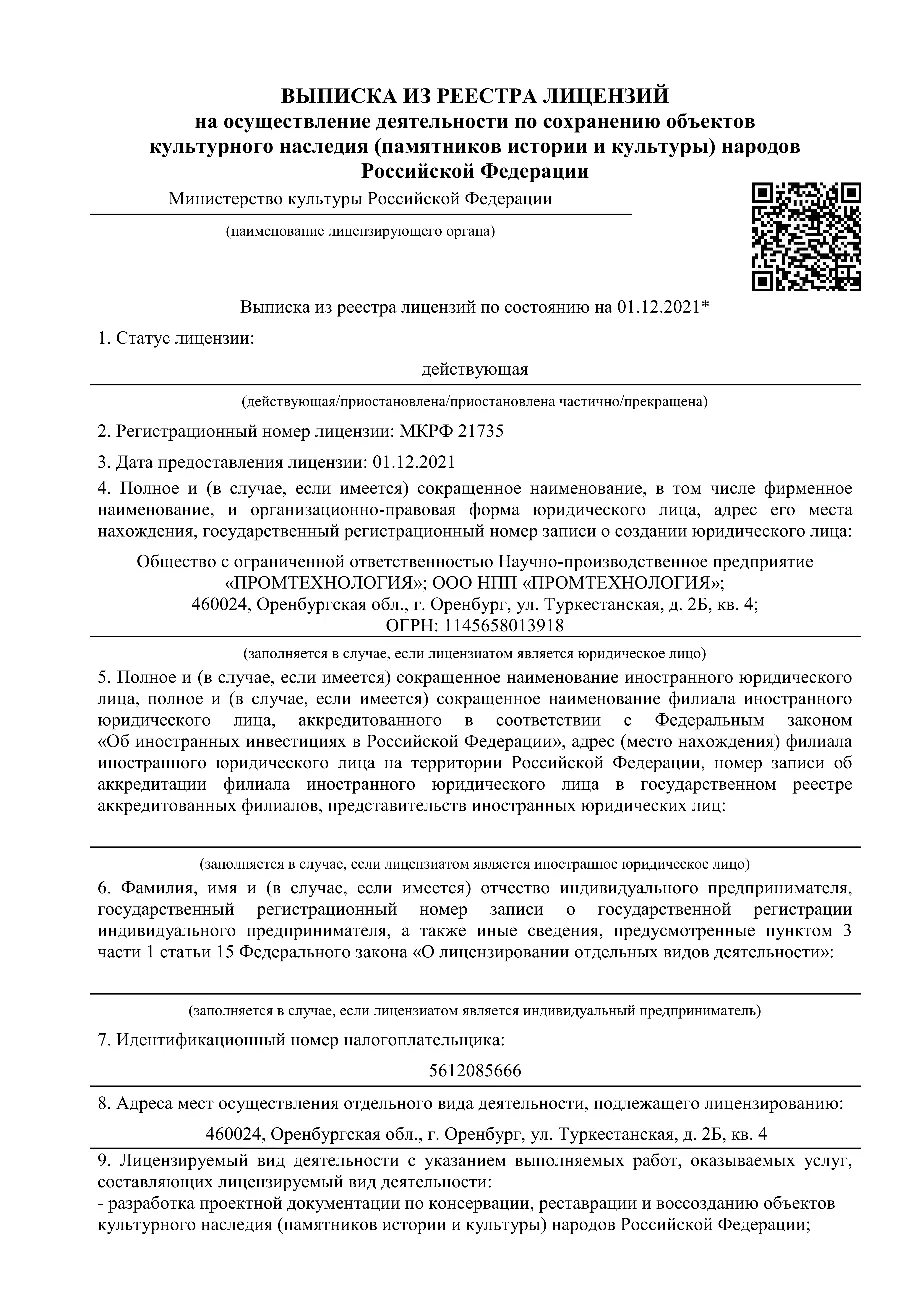 ВЫПИСКА ИЗ РЕЕСТРА ЛИЦЕНЗИЙ
на осуществление деятельности по сохранению объектов
культурного наследия (памятников истории и культуры) народов
Российской Федерации
Министерство культуры Российской Федерации
(наименование лицензирующего органа)
Выписка из реестра лицензий по состоянию на 01.12.2021*
1. Статус лицензии:
действующая
(действующая/приостановлена/приостановлена частично/прекращена)
2. Регистрационный номер лицензии: МКРФ 21735
3. Дата предоставления лицензии: 01.12.2021
4. Полное и (в случае, если имеется) сокращенное наименование, в том числе фирменное
наименование, и организационно-правовая форма юридического лица, адрес его места
нахождения, государственный регистрационный номер записи о создании юридического лица:
Общество с ограниченной ответственностью Научно-производственное предприятие
«ПРОМТЕХНОЛОГИЯ»; ООО НПП «ПРОМТЕХНОЛОГИЯ»;
460024, Оренбургская обл., г. Оренбург, ул. Туркестанская, д. 2Б, кв. 4;
ОГРН: 1145658013918
(заполняется в случае, если лицензиатом является юридическое лицо)
5. Полное и (в случае, если имеется) сокращенное наименование иностранного юридического
лица, полное и (в случае, если имеется) сокращенное наименование филиала иностранного
юридического лица, аккредитованного в соответствии с Федеральным законом
«Об иностранных инвестициях в Российской Федерации», адрес (место нахождения) филиала
иностранного юридического лица на территории Российской Федерации, номер записи об
аккредитации филиала иностранного юридического лица в государственном реестре
аккредитованных филиалов, представительств иностранных юридических лиц:
(заполняется в случае, если лицензиатом является иностранное юридическое лицо)
6. Фамилия, имя и (в случае, если имеется) отчество индивидуального предпринимателя,
государственный регистрационный номер записи о государственной регистрации
индивидуального предпринимателя, а также иные сведения, предусмотренные пунктом 3
части 1 статьи 15 Федерального закона «О лицензировании отдельных видов деятельности»:
(заполняется в случае, если лицензиатом является индивидуальный предприниматель)
7. Идентификационный номер налогоплательщика:
5612085666
8. Адреса мест осуществления отдельного вида деятельности, подлежащего лицензированию:
460024, Оренбургская обл., г. Оренбург, ул. Туркестанская, д. 2Б, кв. 4
9. Лицензируемый вид деятельности с указанием выполняемых работ, оказываемых услуг,
составляющих лицензируемый вид деятельности:
- разработка проектной документации по консервации, реставрации и воссозданию объектов
культурного наследия (памятников истории и культуры) народов Российской Федерации;